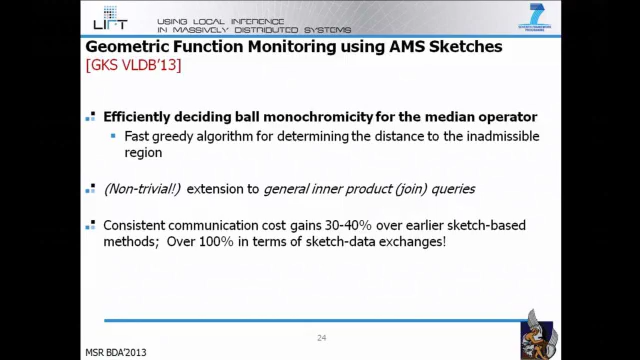 LIFT
USING LOCAL INFERENCE
IN MASSIVELY DISTRIBUTED SYSTEMS
Geometric Function Monitoring using AMS Sketches
[GKS VLDB'13]
Efficiently deciding ball monochromicity for the median operator
Fast greedy algorithm for determining the distance to the inadmissible
region
(Non-trivial!) extension to general inner product (join) queries
Consistent communication cost gains 30-40% over earlier sketch-based
methods; Over 100% in terms of sketch-data exchanges!
24
MSR BDA'2013